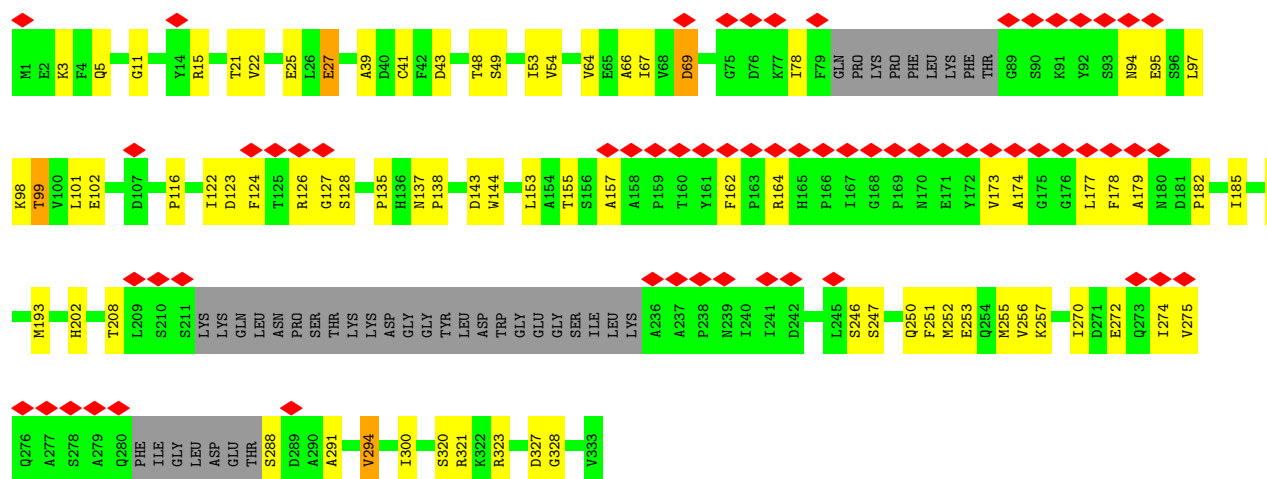 M1 E2 K3 F4 Q5 G11 Y14 R15 T21 V22 E25 L26 E27 A39 D40 C41 F42 D43 T48 S49 I53 V54 V64 E65 A66 I67 V68 D69 G75 D76 K77 I78 F79 GLN PRO LYS PRO PHE LEU LYS PHE THR G89 S90 K91 Y92 S93 N94 E95 S96 L97
K98 T99 V100 L101 E102 D107 P116 I122 D123 F124 T125 R126 G127 S128 P135 H136 N137 P138 D143 W144 L153 A154 T155 S156 A157 A158 P159 T160 Y161 F162 P163 R164 H165 P166 I167 G168 P169 N170 E171 Y172 V173 A174 G175 G176 L177 F178 A179 N180 D181 P182 I185
M193 H202 T208 L209 S210 S211 LYS LYS GLN LEU ASN PRO SER THR LYS LYS ASP GLY GLY TYR LEU ASP TRP GLY GLU GLY SER ILE LEU LYS A236 A237 P238 N239 I240 I241 D242 L245 S246 S247 Q250 F251 M252 E253 Q254 M255 V256 K257 I270 D271 E272 Q273 I274 V275
Q276 A277 S278 A279 Q280 PHE ILE GLY LEU ASP GLU THR S288 D289 A290 A291 V294 I300 S320 R321 K322 R323 D327 G328 V333